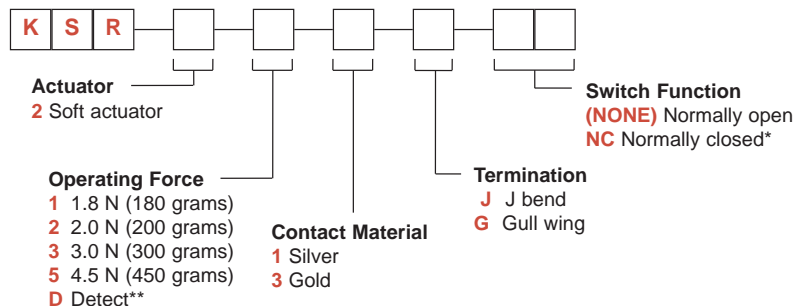 K S R
Actuator
2 Soft actuator
Switch Function
(NONE) Normally open
NC Normally closed*
Operating Force
1 1.8 N (180 grams)
2 2.0 N (200 grams)
3 3.0 N (300 grams)
5 4.5 N (450 grams)
D Detect**
Contact Material
1 Silver
3 Gold
Termination
J J bend
G Gull wing